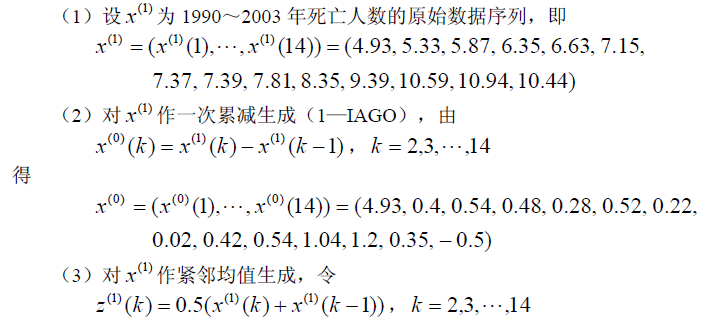 （1）设 x⁽¹⁾ 为 1990～2003 年死亡人数的原始数据序列，即
x⁽¹⁾ = (x⁽¹⁾(1),⋯,x⁽¹⁾(14)) = (4.93, 5.33, 5.87, 6.35, 6.63, 7.15,
7.37, 7.39, 7.81, 8.35, 9.39, 10.59, 10.94, 10.44)
（2）对 x⁽¹⁾ 作一次累减生成（1—IAGO），由
x⁽⁰⁾(k) = x⁽¹⁾(k) − x⁽¹⁾(k −1)，k = 2,3,⋯,14
得
x⁽⁰⁾ = (x⁽⁰⁾(1),⋯,x⁽⁰⁾(14)) = (4.93, 0.4, 0.54, 0.48, 0.28, 0.52, 0.22,
0.02, 0.42, 0.54, 1.04, 1.2, 0.35, − 0.5)
（3）对 x⁽¹⁾ 作紧邻均值生成，令
z⁽¹⁾(k) = 0.5(x⁽¹⁾(k) + x⁽¹⁾(k −1))，k = 2,3,⋯,14